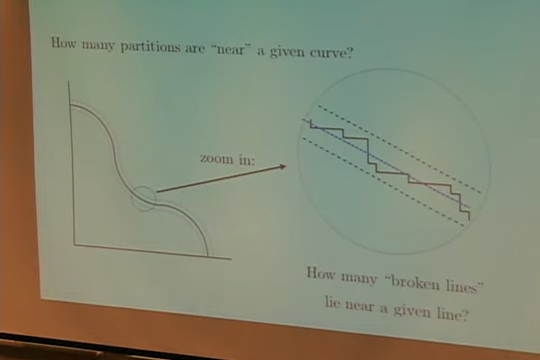 How many partitions are "near" a given curve?
zoom in:
How many "broken lines"
lie near a given line?